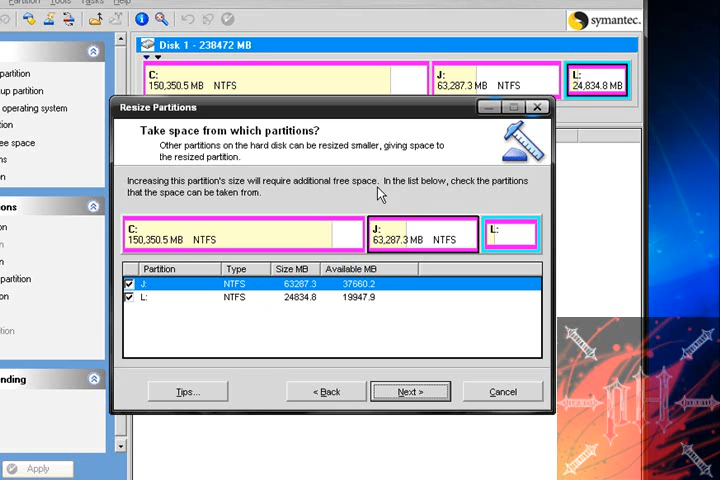 Partition Tools Tasks Help
symantec.
Disk 1 - 238472 MB
C:
150,350.5 MB NTFS
J:
63,287.3 MB NTFS
L:
24,834.8 MB
partition
kup partition
operating system
tion
ee space
ns
n
ons
on
n
n
partition
on
tition
nding
Apply
Resize Partitions
Take space from which partitions?
Other partitions on the hard disk can be resized smaller, giving space to
the resized partition.
Increasing this partition's size will require additional free space. In the list below, check the partitions
that the space can be taken from.
C:
150,350.5 MB NTFS
J:
63,287.3 MB NTFS
L:
Partition Type Size MB Available MB
J: NTFS 63287.3 37660.2
L: NTFS 24834.8 19947.9
Tips...
< Back
Next >
Cancel